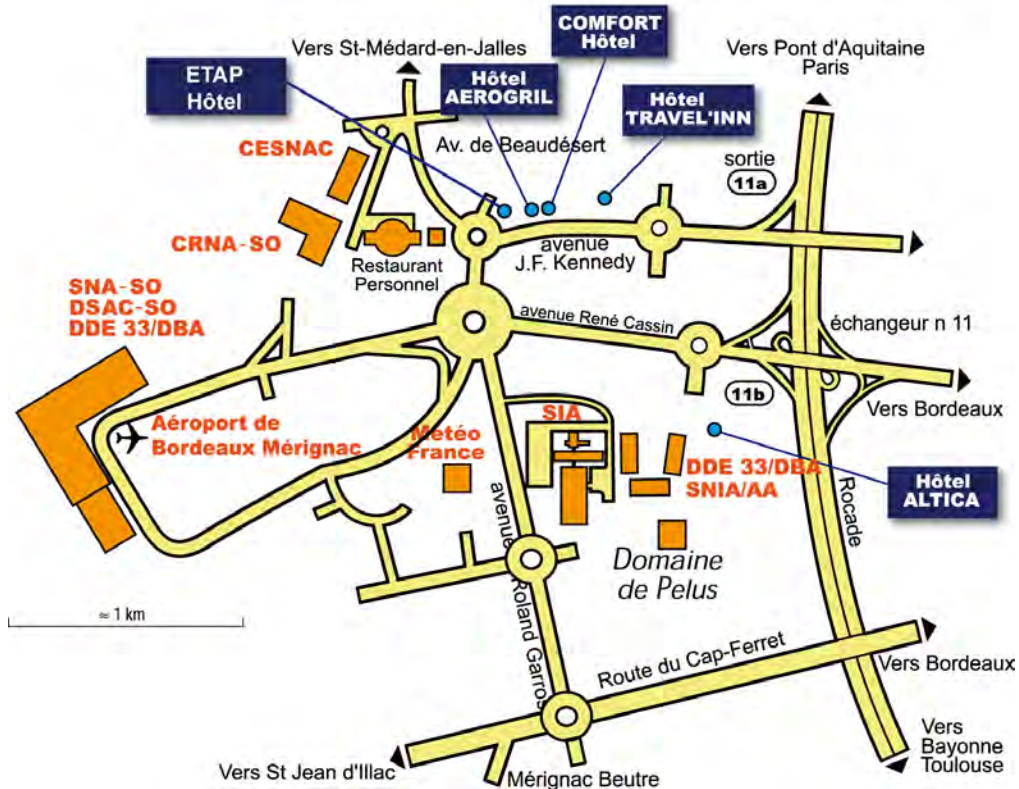 COMFORT
Hôtel
Vers St-Médard-en-Jalles
Vers Pont d'Aquitaine
Paris
ETAP
Hôtel
Hôtel
AEROGRIL
Hôtel
TRAVEL'INN
CESNAC
Av. de Beaudésert
sortie
11a
CRNA-SO
Restaurant
Personnel
avenue
J.F. Kennedy
SNA-SO
DSAC-SO
DDE 33/DBA
avenue René Cassin
échangeur n 11
11b
Vers Bordeaux
Aéroport de
Bordeaux Mérignac
Metéo
France
SIA
DDE 33/DBA
SNIA/AA
Hôtel
ALTICA
Rocade
avenue Roland Garros
Domaine
de Pelus
≈ 1 km
Route du Cap-Ferret
Vers Bordeaux
Vers
Bayonne
Toulouse
Vers St Jean d'Illac
Mérignac Beutre